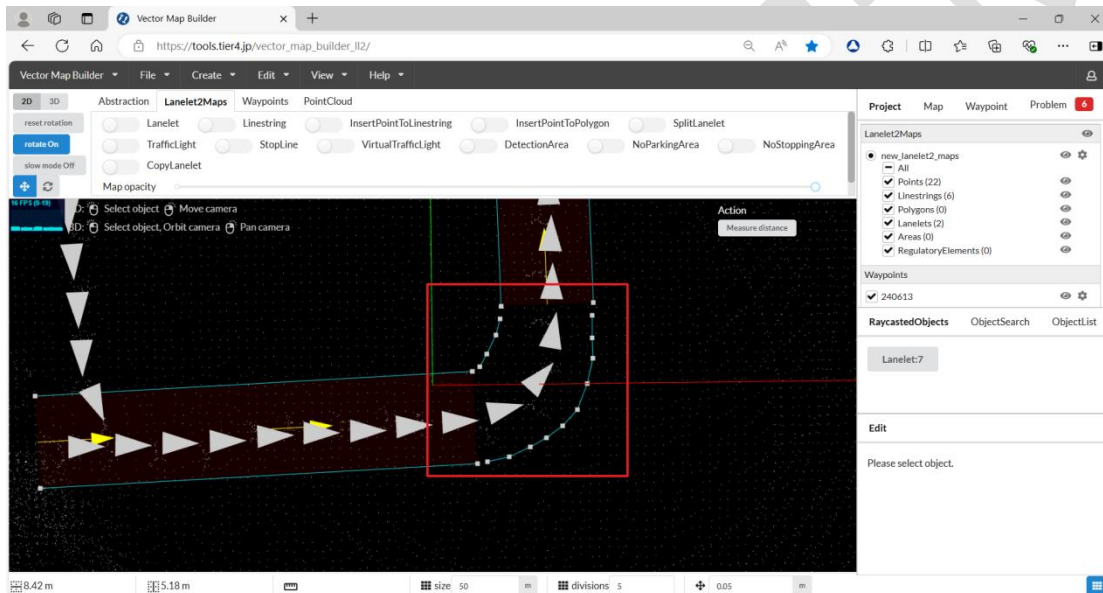 Vector Map Builder
https://tools.tier4.jp/vector_map_builder_ll2/
Vector Map Builder File Create Edit View Help
2D 3D
reset rotation
rotate On
slow mode Off
Abstraction Lanelet2Maps Waypoints PointCloud
Lanelet Linestring InsertPointToLinestring InsertPointToPolygon SplitLanelet
TrafficLight StopLine VirtualTrafficLight DetectionArea NoParkingArea NoStoppingArea
CopyLanelet
Map opacity
16 FPS (0-19)
2D: Select object Move camera
3D: Select object, Orbit camera Pan camera
Action
Measure distance
Project Map Waypoint Problem 6
Lanelet2Maps
new_lanelet2_maps
All
Points (22)
Linestrings (6)
Polygons (0)
Lanelets (2)
Areas (0)
RegulatoryElements (0)
Waypoints
240613
RaycastedObjects ObjectSearch ObjectList
Lanelet:7
Edit
Please select object.
8.42 m 5.18 m size 50 m divisions 5 0.05 m